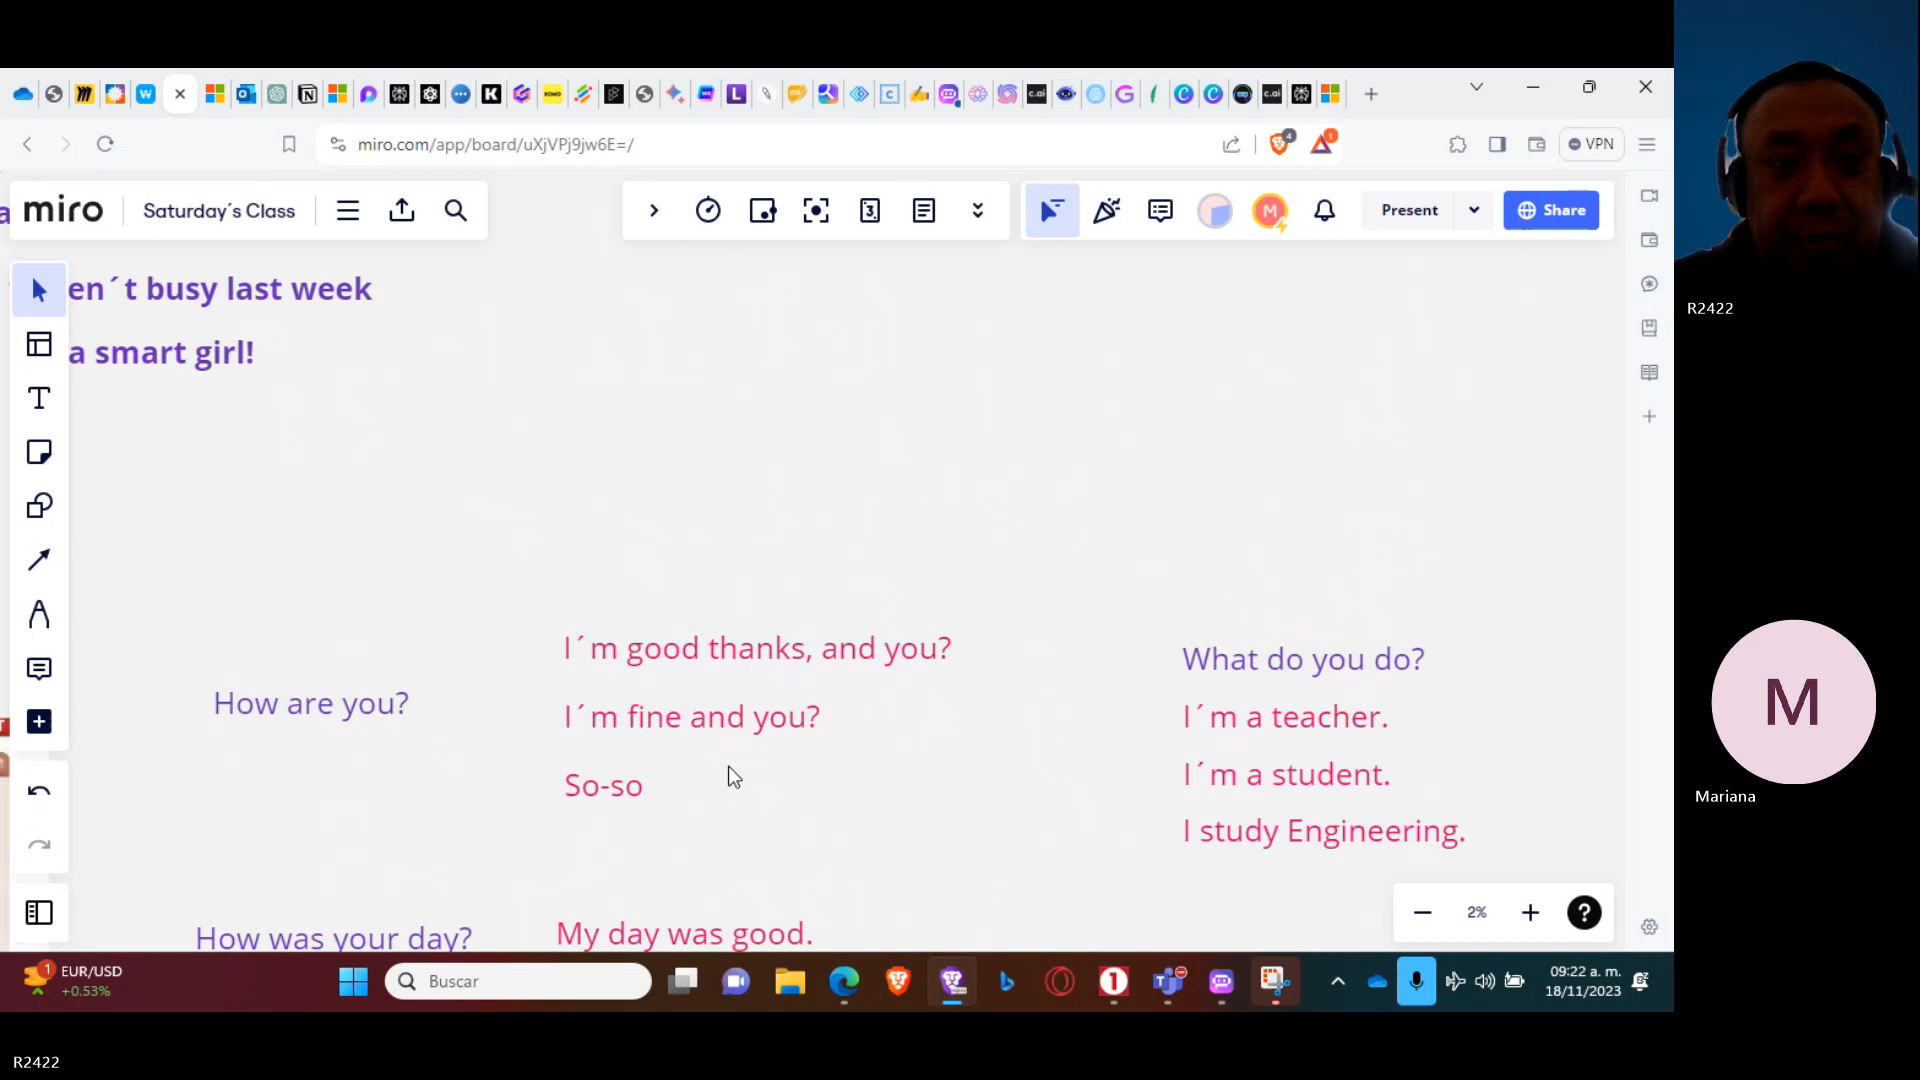 miro.com/app/board/uXjVPj9jw6E=/
VPN
miro
Saturday´s Class
Present
Share
en´t busy last week
a smart girl!
I´m good thanks, and you?
How are you?
I´m fine and you?
So-so
What do you do?
I´m a teacher.
I´m a student.
I study Engineering.
How was your day?
My day was good.
2%
EUR/USD
+0.53%
Buscar
09:22 a. m.
18/11/2023
R2422
M
Mariana
R2422